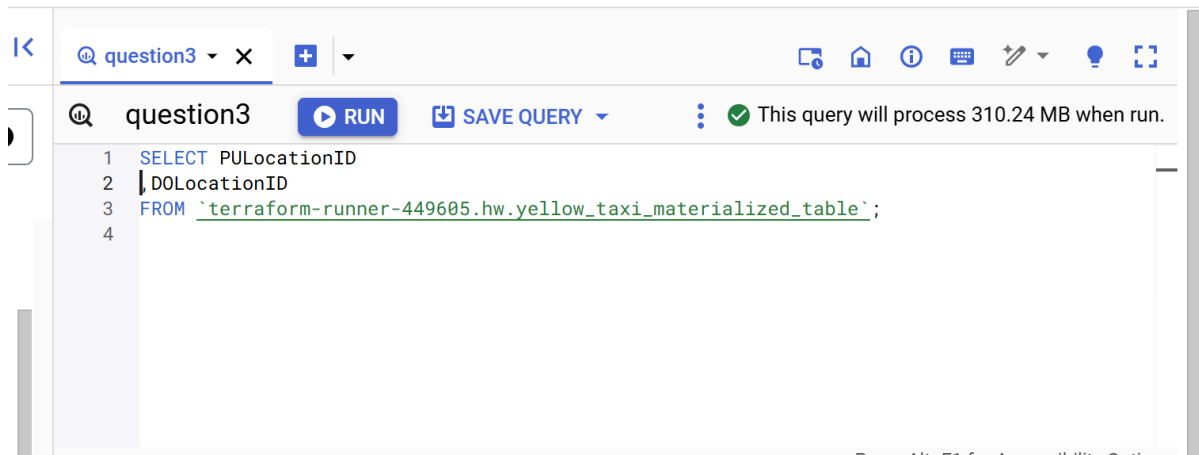 question3
question3 RUN SAVE QUERY This query will process 310.24 MB when run.
1 SELECT PULocationID
2 ,DOLocationID
3 FROM `terraform-runner-449605.hw.yellow_taxi_materialized_table`;
4